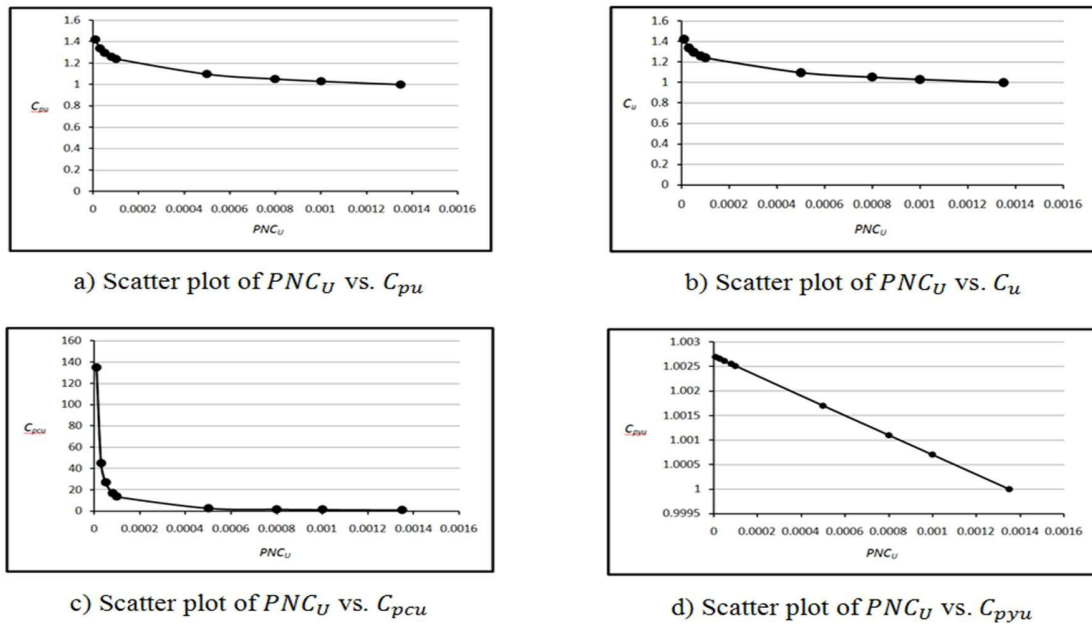 1.6
1.4
1.2
1
0.8
0.6
0.4
0.2
0
C_pu
0 0.0002 0.0004 0.0006 0.0008 0.001 0.0012 0.0014 0.0016
PNC_U
a) Scatter plot of PNC_U vs. C_pu
1.6
1.4
1.2
1
0.8
0.6
0.4
0.2
0
C_u
0 0.0002 0.0004 0.0006 0.0008 0.001 0.0012 0.0014 0.0016
PNC_U
b) Scatter plot of PNC_U vs. C_u
160
140
120
100
80
60
40
20
0
C_pcu
0 0.0002 0.0004 0.0006 0.0008 0.001 0.0012 0.0014 0.0016
PNC_U
c) Scatter plot of PNC_U vs. C_pcu
1.003
1.0025
1.002
1.0015
1.001
1.0005
1
0.9995
C_pyu
0 0.0002 0.0004 0.0006 0.0008 0.001 0.0012 0.0014 0.0016
PNC_U
d) Scatter plot of PNC_U vs. C_pyu